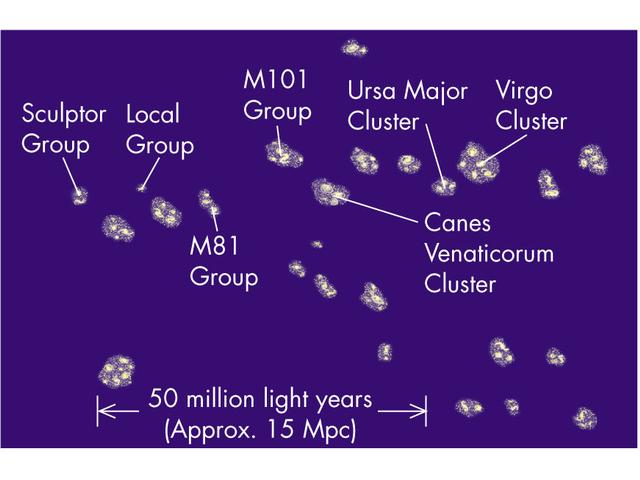 M101
Group
Ursa Major
Cluster
Virgo
Cluster
Sculptor
Group
Local
Group
M81
Group
Canes
Venaticorum
Cluster
50 million light years
(Approx. 15 Mpc)